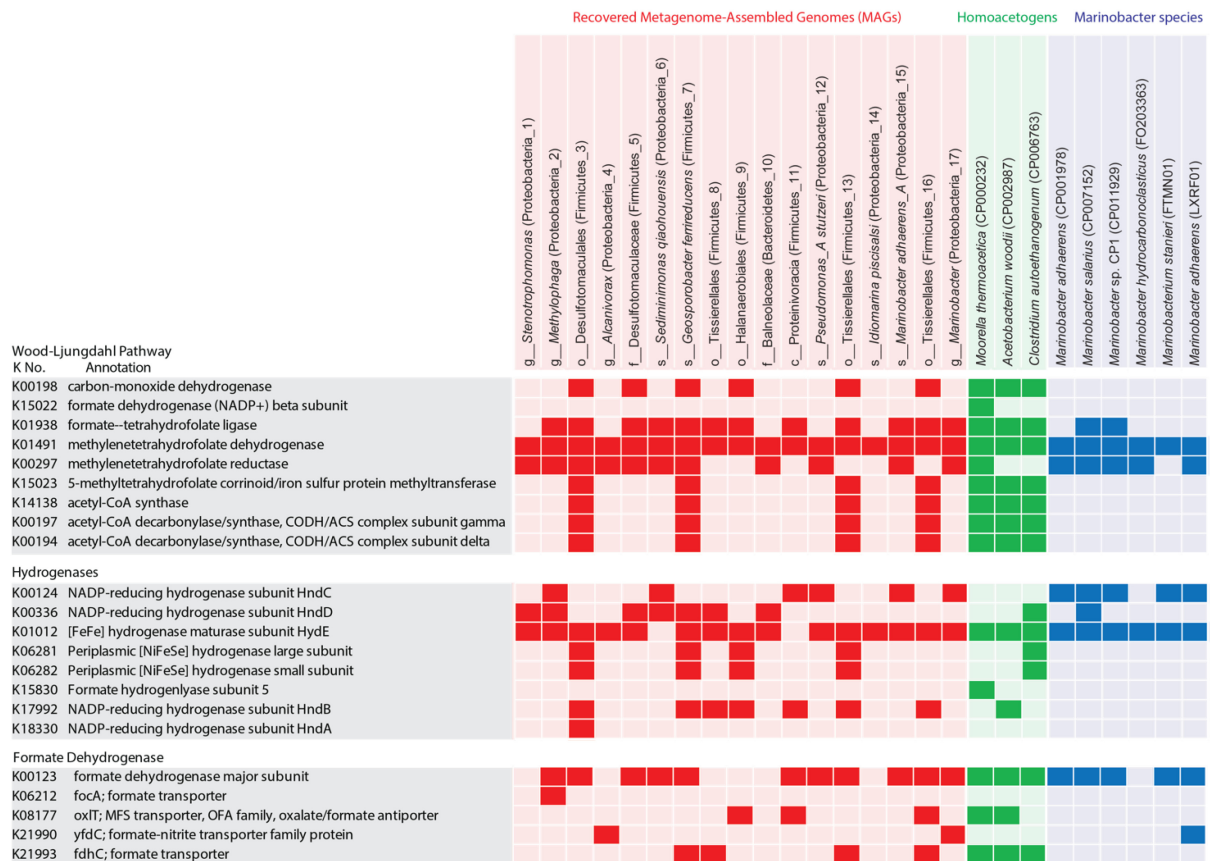 Recovered Metagenome-Assembled Genomes (MAGs) Homoacetogens Marinobacter species
g__Stenotrophomonas (Proteobacteria_1)
g__Methylophaga (Proteobacteria_2)
o__Desulfotomaculales (Firmicutes_3)
g__Alcanivorax (Proteobacteria_4)
f__Desulfotomaculaceae (Firmicutes_5)
s__Sediminimonas qiaohouensis (Proteobacteria_6)
s__Geosporobacter ferrireducens (Firmicutes_7)
o__Tissierellales (Firmicutes_8)
o__Halanaerobiales (Firmicutes_9)
f__Balneolaceae (Bacteroidetes_10)
c__Proteinivoracia (Firmicutes_11)
s__Pseudomonas_A stutzeri (Proteobacteria_12)
o__Tissierellales (Firmicutes_13)
s__Idiomarina piscisalsi (Proteobacteria_14)
s__Marinobacter adhaerens_A (Proteobacteria_15)
o__Tissierellales (Firmicutes_16)
g__Marinobacter (Proteobacteria_17)
Moorella thermoacetica (CP000232)
Acetobacterium woodii (CP002987)
Clostridium autoethanogenum (CP006763)
Marinobacter adhaerens (CP001978)
Marinobacter salarius (CP007152)
Marinobacter sp. CP1 (CP011929)
Marinobacter hydrocarbonoclasticus (FO203363)
Marinobacterium stanieri (FTMN01)
Marinobacter adhaerens (LXRF01)
Wood-Ljungdahl Pathway
K No. Annotation
K00198 carbon-monoxide dehydrogenase
K15022 formate dehydrogenase (NADP+) beta subunit
K01938 formate--tetrahydrofolate ligase
K01491 methylenetetrahydrofolate dehydrogenase
K00297 methylenetetrahydrofolate reductase
K15023 5-methyltetrahydrofolate corrinoid/iron sulfur protein methyltransferase
K14138 acetyl-CoA synthase
K00197 acetyl-CoA decarbonylase/synthase, CODH/ACS complex subunit gamma
K00194 acetyl-CoA decarbonylase/synthase, CODH/ACS complex subunit delta
Hydrogenases
K00124 NADP-reducing hydrogenase subunit HndC
K00336 NADP-reducing hydrogenase subunit HndD
K01012 [FeFe] hydrogenase maturase subunit HydE
K06281 Periplasmic [NiFeSe] hydrogenase large subunit
K06282 Periplasmic [NiFeSe] hydrogenase small subunit
K15830 Formate hydrogenlyase subunit 5
K17992 NADP-reducing hydrogenase subunit HndB
K18330 NADP-reducing hydrogenase subunit HndA
Formate Dehydrogenase
K00123 formate dehydrogenase major subunit
K06212 focA; formate transporter
K08177 oxlT; MFS transporter, OFA family, oxalate/formate antiporter
K21990 yfdC; formate-nitrite transporter family protein
K21993 fdhC; formate transporter